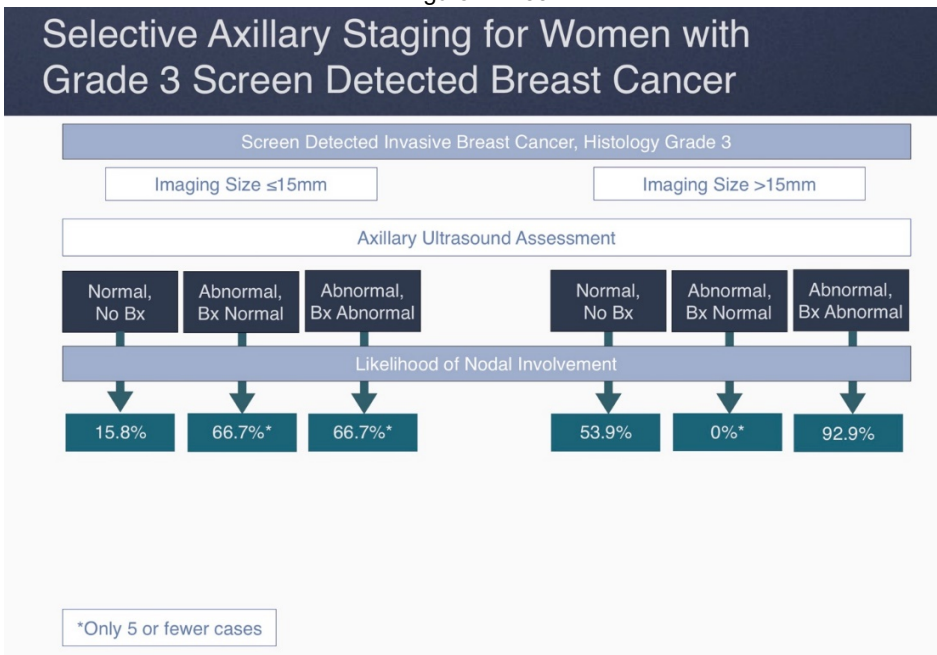 Selective Axillary Staging for Women with
Grade 3 Screen Detected Breast Cancer
Screen Detected Invasive Breast Cancer, Histology Grade 3
Imaging Size ≤15mm
Imaging Size >15mm
Axillary Ultrasound Assessment
Normal,
No Bx
Abnormal,
Bx Normal
Abnormal,
Bx Abnormal
Normal,
No Bx
Abnormal,
Bx Normal
Abnormal,
Bx Abnormal
Likelihood of Nodal Involvement
15.8%
66.7%*
66.7%*
53.9%
0%*
92.9%
*Only 5 or fewer cases